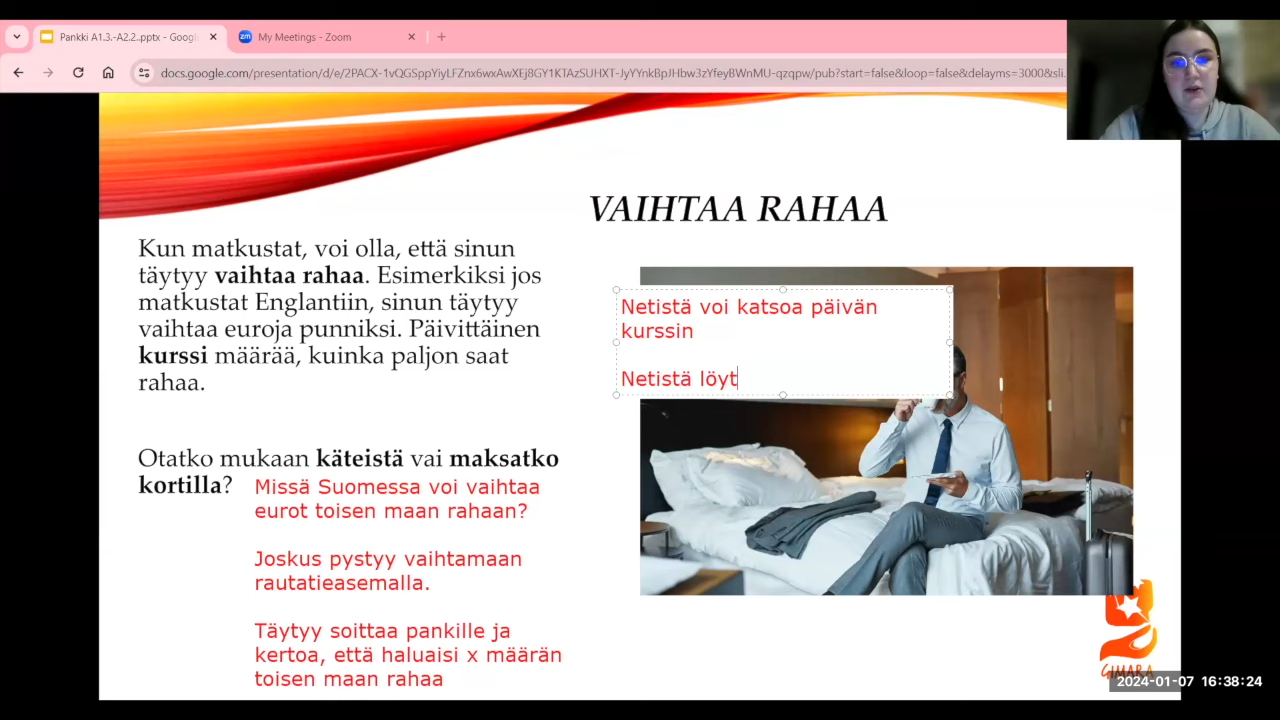 Pankki A1.3.-A2.2..pptx - Goog
My Meetings - Zoom
docs.google.com/presentation/d/e/2PACX-1vQGSppYiyLFZnx6wxAwXEj8GY1KTAzSUHXT-JyYYnkBpJHbw3zYfeyBWnMU-qzqpw/pub?start=false&loop=false&delayms=3000&sli
VAIHTAA RAHAA
Kun matkustat, voi olla, että sinun
täytyy vaihtaa rahaa. Esimerkiksi jos
matkustat Englantiin, sinun täytyy
vaihtaa euroja punniksi. Päivittäinen
kurssi määrää, kuinka paljon saat
rahaa.
Otatko mukaan käteistä vai maksatko
kortilla?
Missä Suomessa voi vaihtaa
eurot toisen maan rahaan?
Joskus pystyy vaihtamaan
rautatieasemalla.
Täytyy soittaa pankille ja
kertoa, että haluaisi x määrän
toisen maan rahaa
Netistä voi katsoa päivän
kurssin
Netistä löyt
GIMARA
2024-01-07 16:38:24